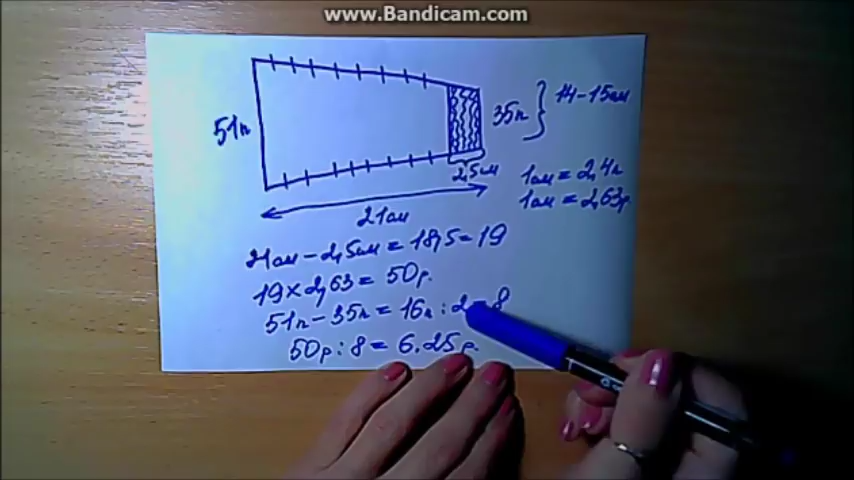 www.Bandicam.com
51п
35п } 14-15см
2,5см
1см = 2,4п
1см = 2,63р.
21см
21см - 2,5см = 18,5 = 19
19 × 2,63 = 50р.
51п - 35п = 16п : 2 = 8
50р : 8 = 6.25р.